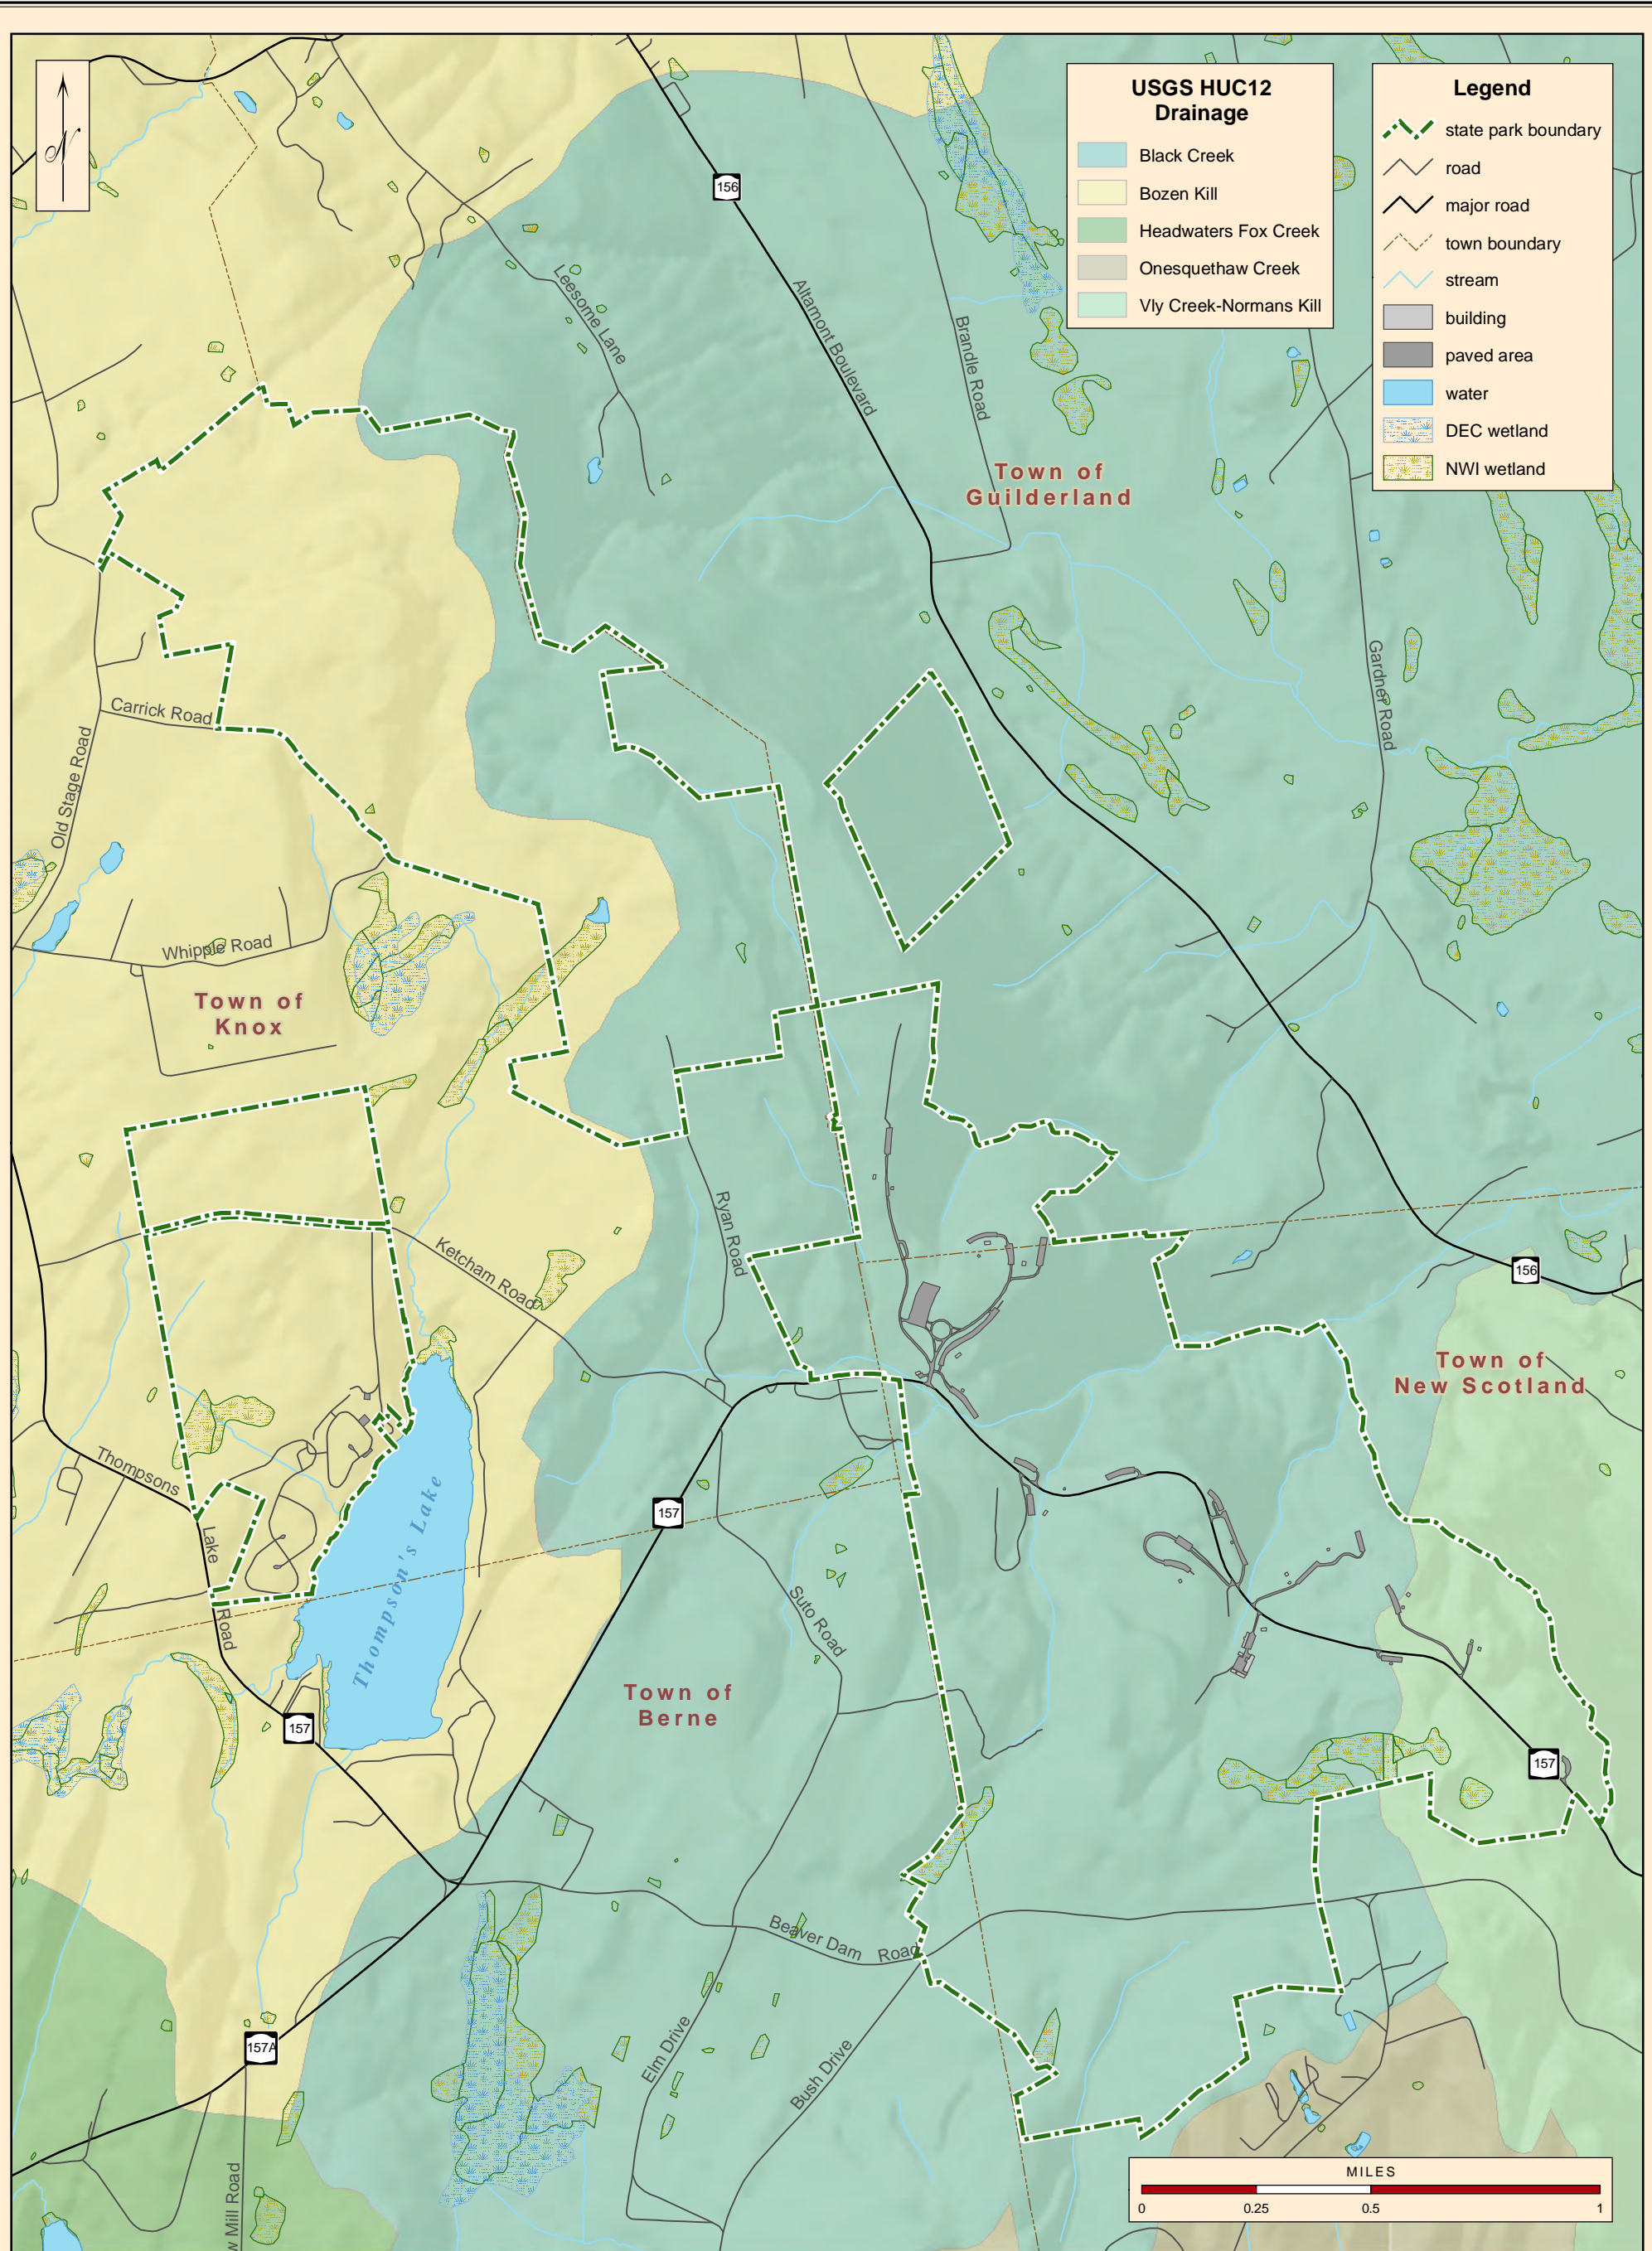 N
USGS HUC12
Drainage
Black Creek
Bozen Kill
Headwaters Fox Creek
Onesquethaw Creek
Vly Creek-Normans Kill
Legend
state park boundary
road
major road
town boundary
stream
building
paved area
water
DEC wetland
NWI wetland
156
Leesome Lane
Altamont Boulevard
Brandle Road
Town of
Guilderland
Gardner Road
Carrick Road
Old Stage Road
Whipple Road
Town of
Knox
Ryan Road
Ketcham Road
156
Town of
New Scotland
Thompsons
Lake
Road
Thompson's Lake
157
Suto Road
Town of
Berne
157
157
Beaver Dam Road
Elm Drive
Bush Drive
157A
w Mill Road
MILES
0 0.25 0.5 1